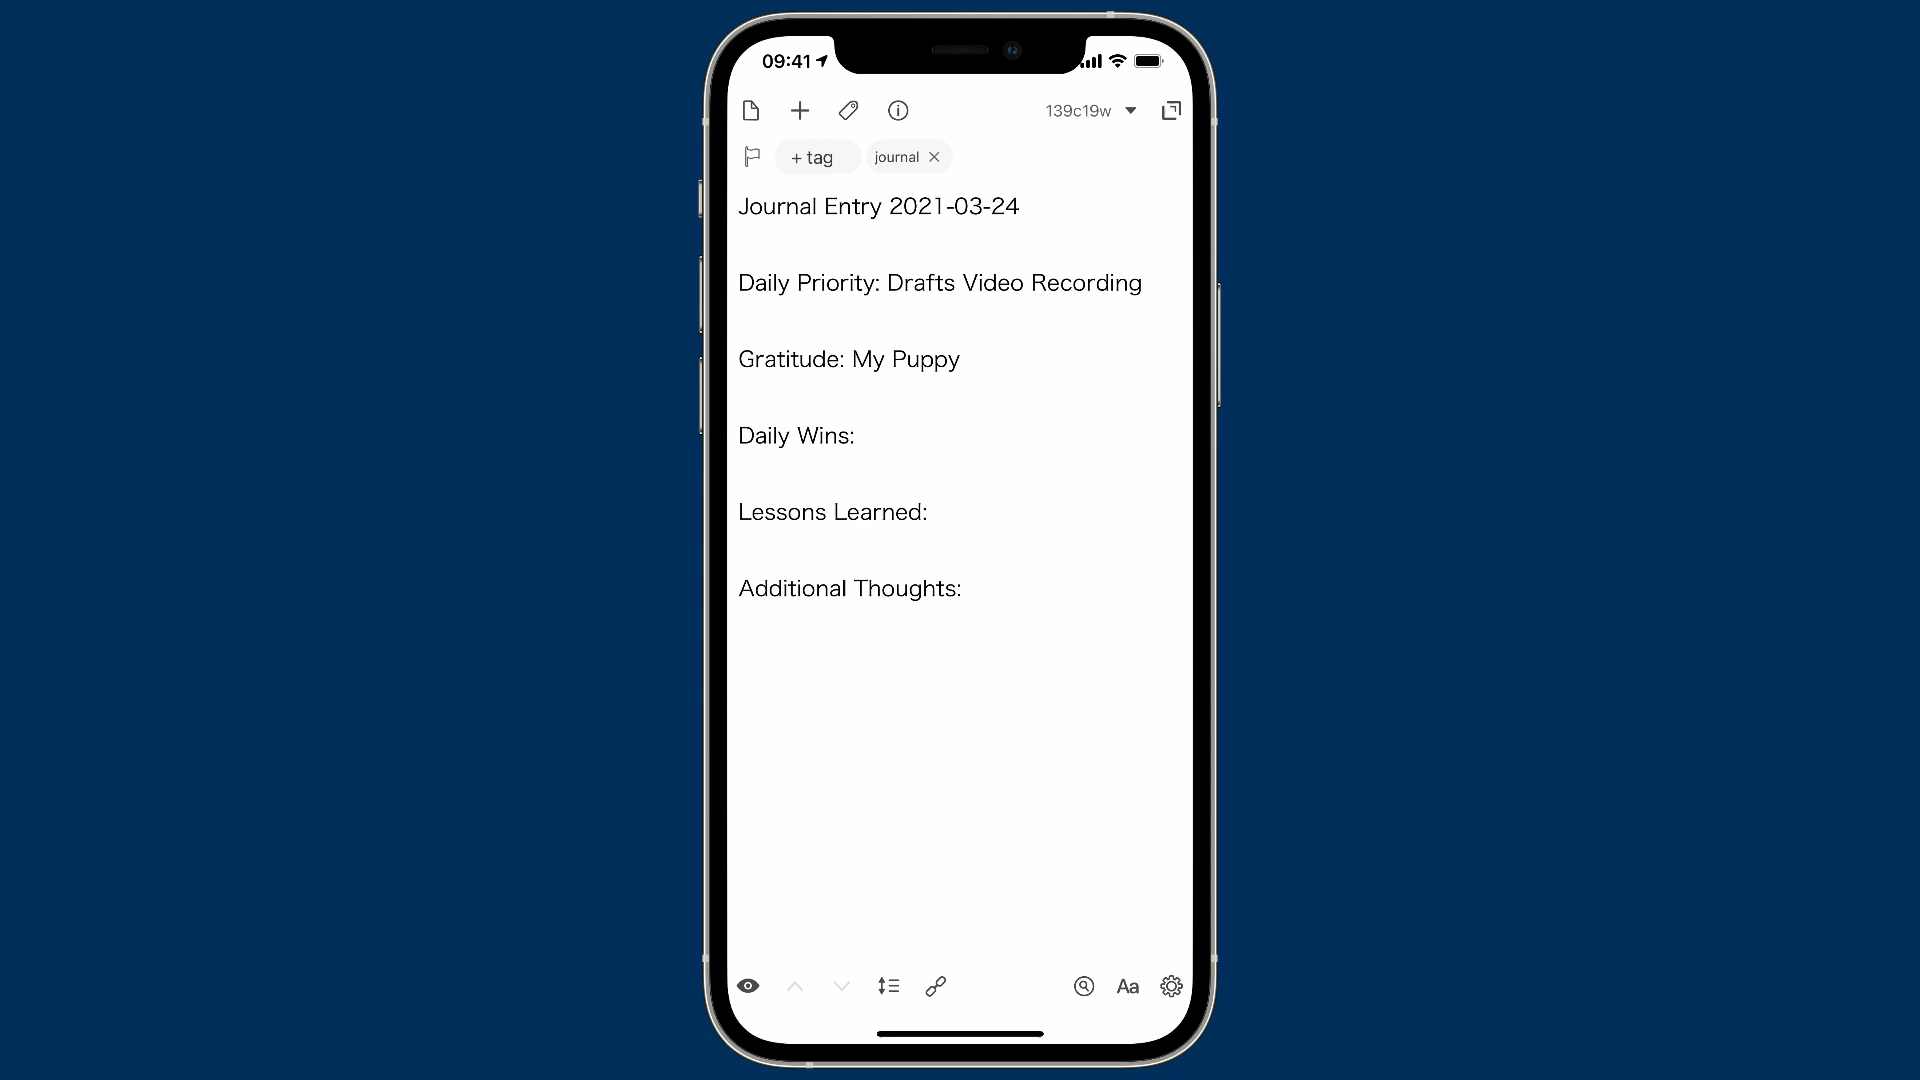 09:41
139c19w
+ tag journal
Journal Entry 2021-03-24
Daily Priority: Drafts Video Recording
Gratitude: My Puppy
Daily Wins:
Lessons Learned:
Additional Thoughts:
Aa